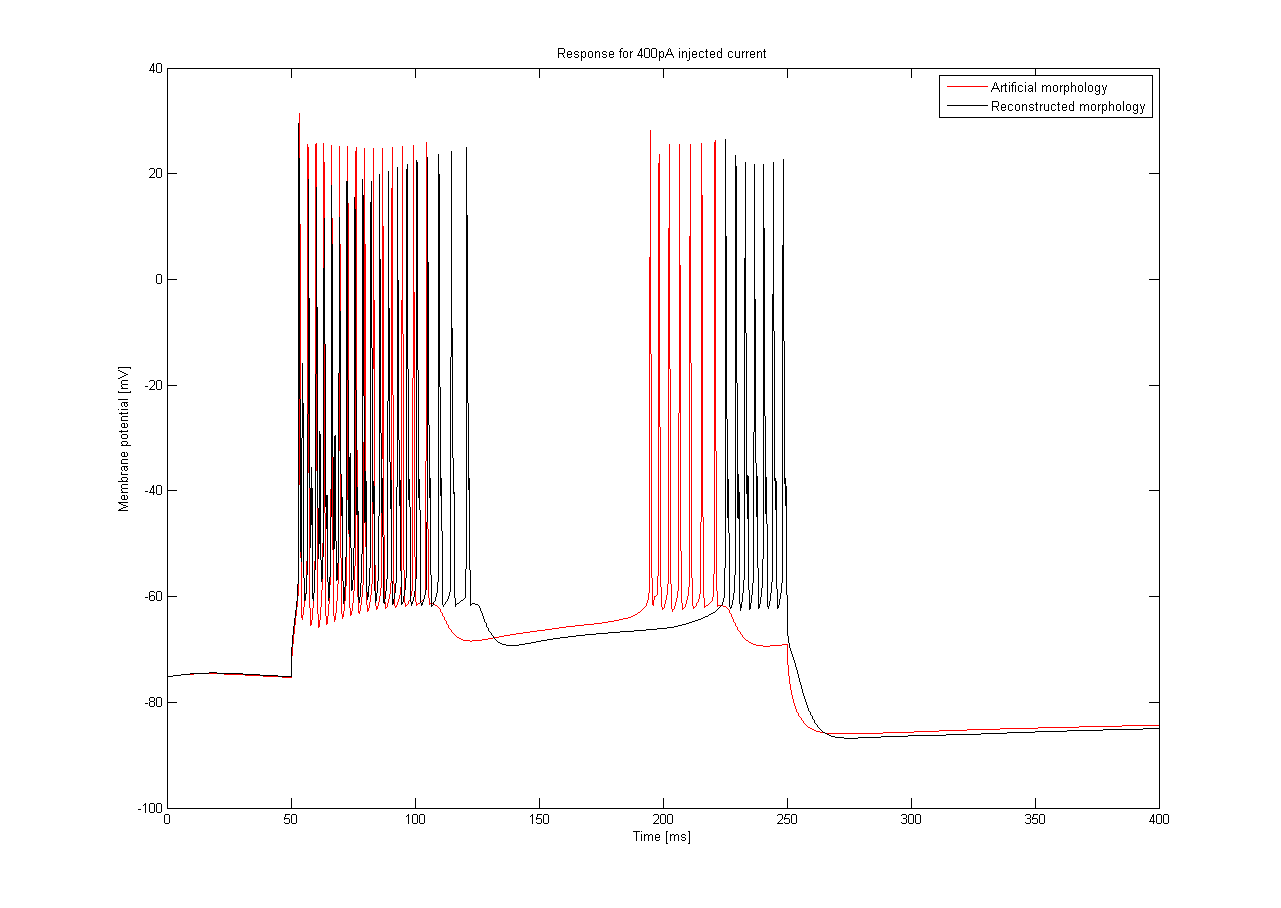 Response for 400pA injected current
Artificial morphology
Reconstructed morphology
Membrane potential [mV]
40
20
0
-20
-40
-60
-80
-100
0 50 100 150 200 250 300 350 400
Time [ms]